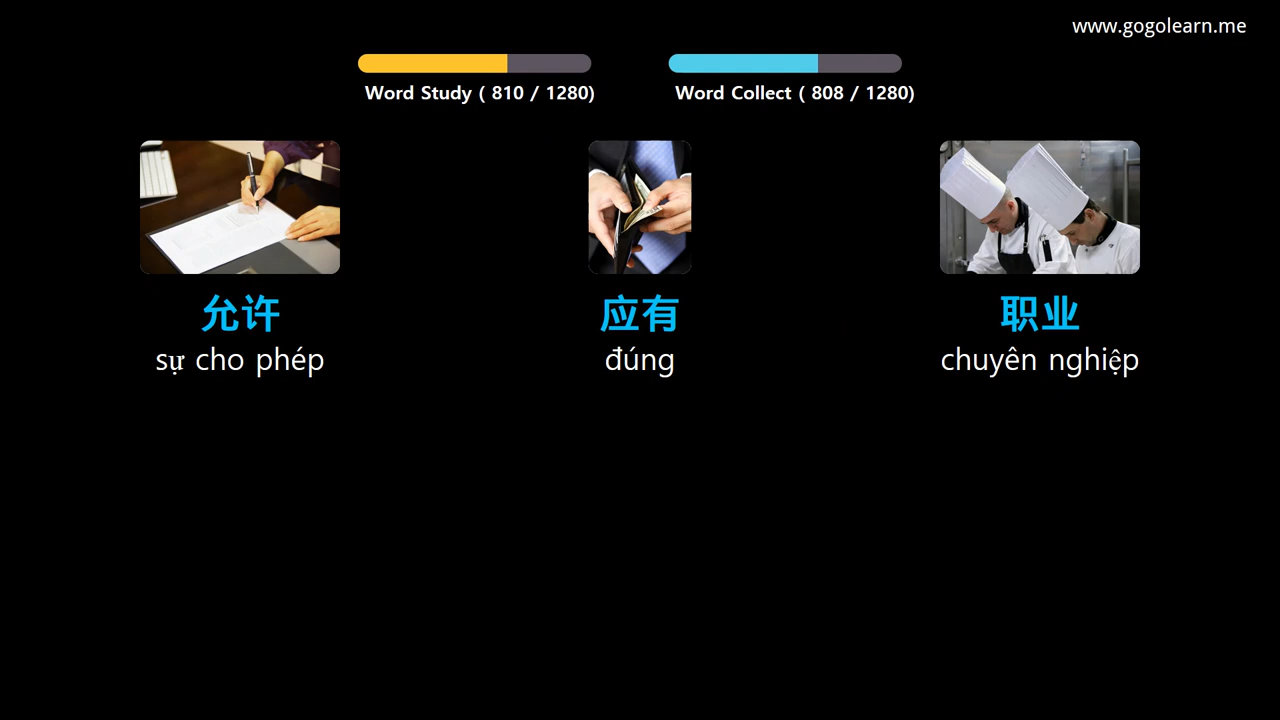 www.gogolearn.me
Word Study ( 810 / 1280)
Word Collect ( 808 / 1280)
允许
应有
职业
sự cho phép
đúng
chuyên nghiệp